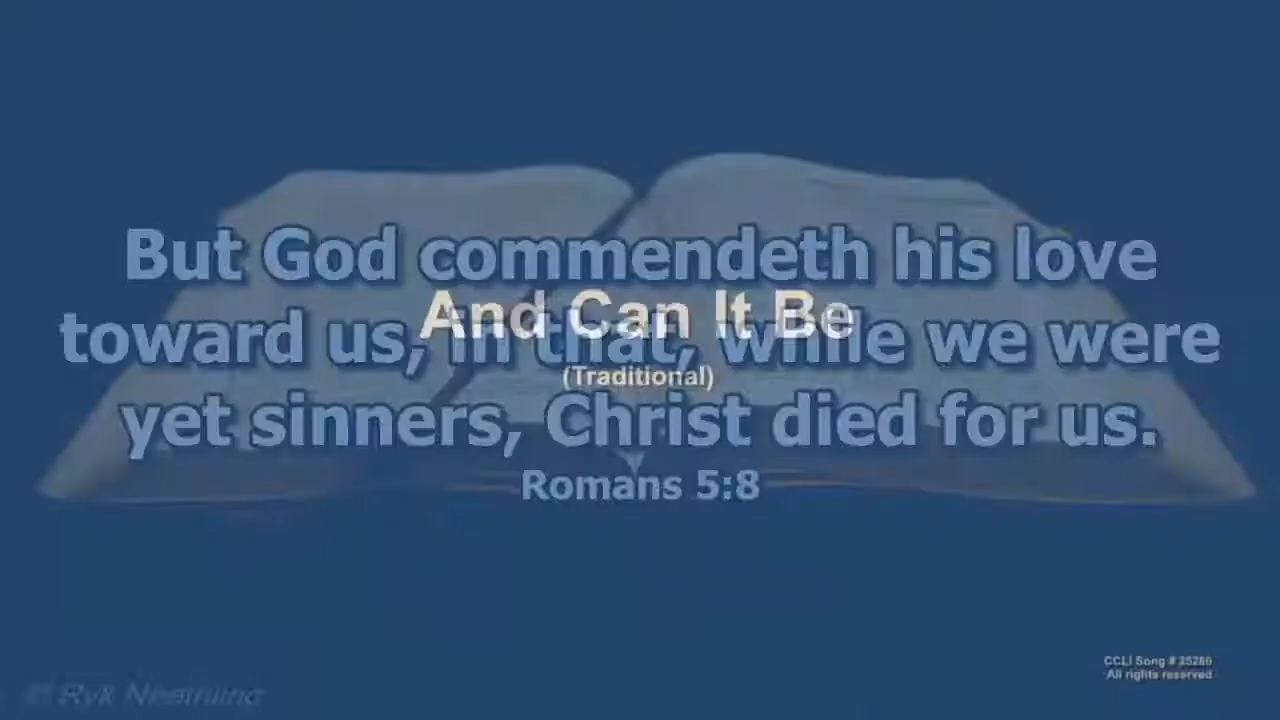 But God commendeth his love
And Can It Be
toward us, in that, while we were
(Traditional)
yet sinners, Christ died for us.
Romans 5:8
CCLI Song #
All rights reserved
©